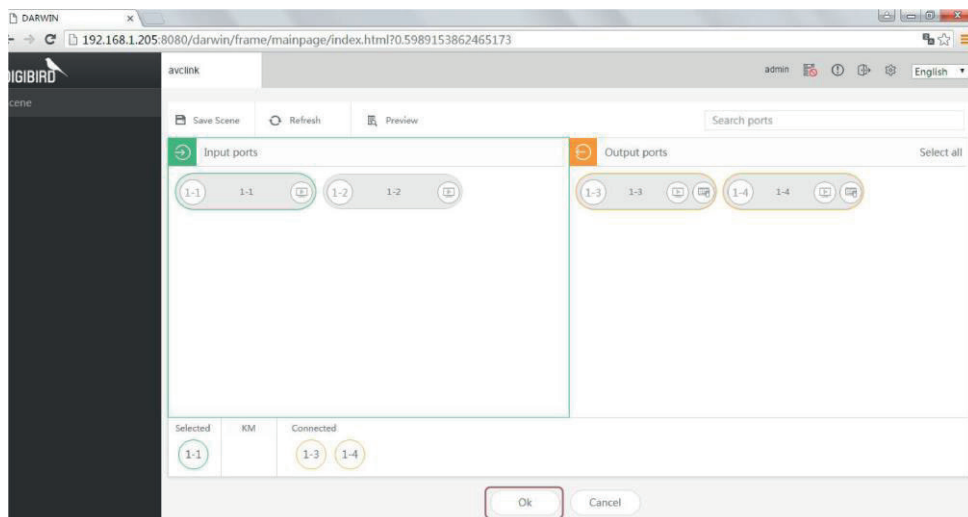 DARWIN
192.168.1.205:8080/darwin/frame/mainpage/index.html?0.5989153862465173
DIGIBIRD
avclink
admin
English
cene
Save Scene Refresh Preview Search ports
Input ports Output ports Select all
1-1 1-1 1-2 1-2 1-3 1-3 1-4 1-4
Selected KM Connected
1-1 1-3 1-4
Ok Cancel